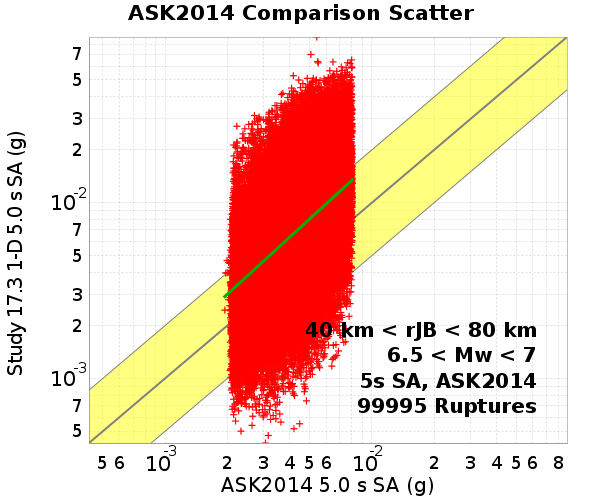 ASK2014 Comparison Scatter
Study 17.3 1-D 5.0 s SA (g)
7
5
3
2
10^-2
7
5
3
2
10^-3
7
5
40 km < rJB < 80 km
6.5 < Mw < 7
5s SA, ASK2014
99995 Ruptures
5 6 10^-3 2 3 4 5 6 10^-2 2 3 4 5 6 8
ASK2014 5.0 s SA (g)